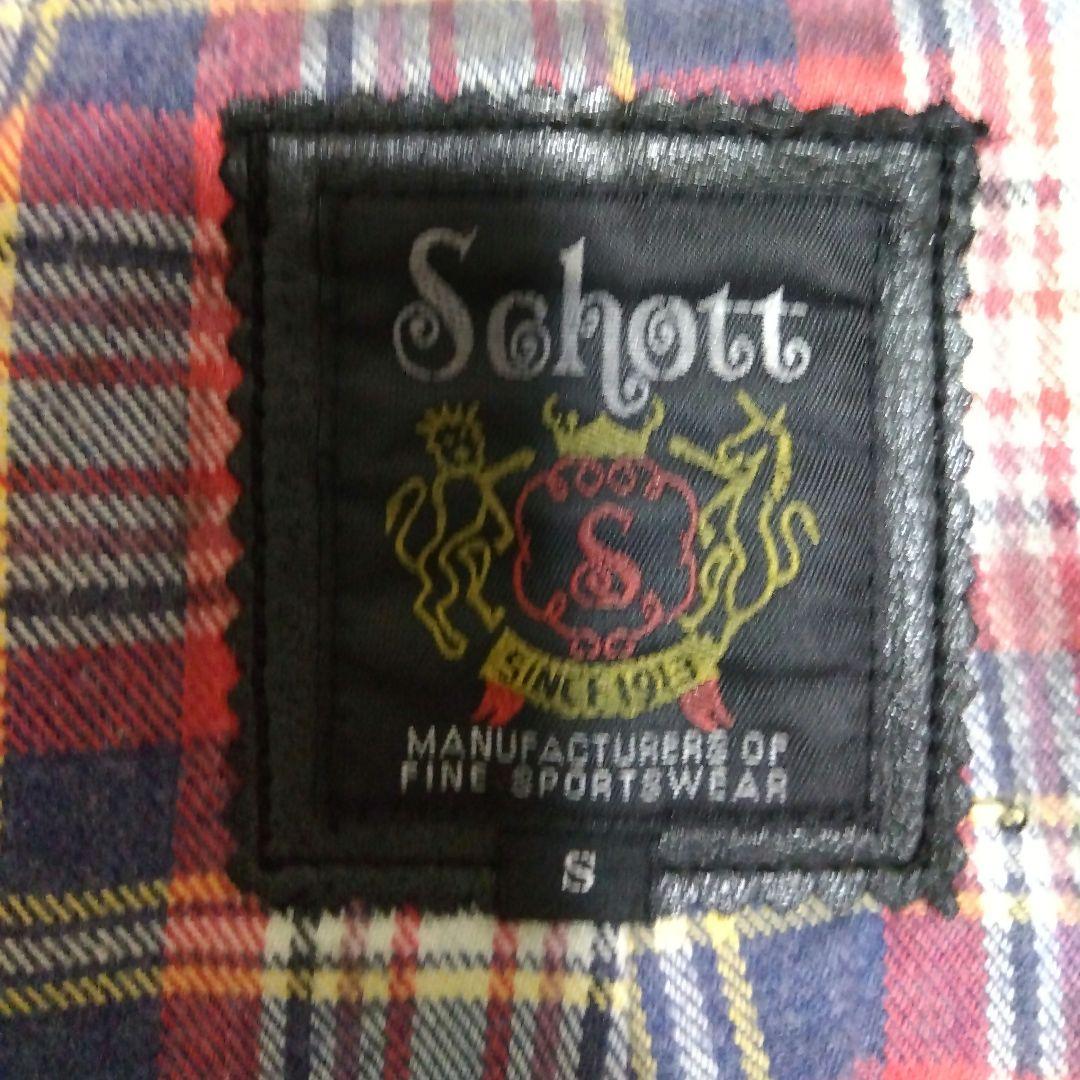 Schott
S
SINCE 1913
MANUFACTURERS OF
FINE SPORTSWEAR
S